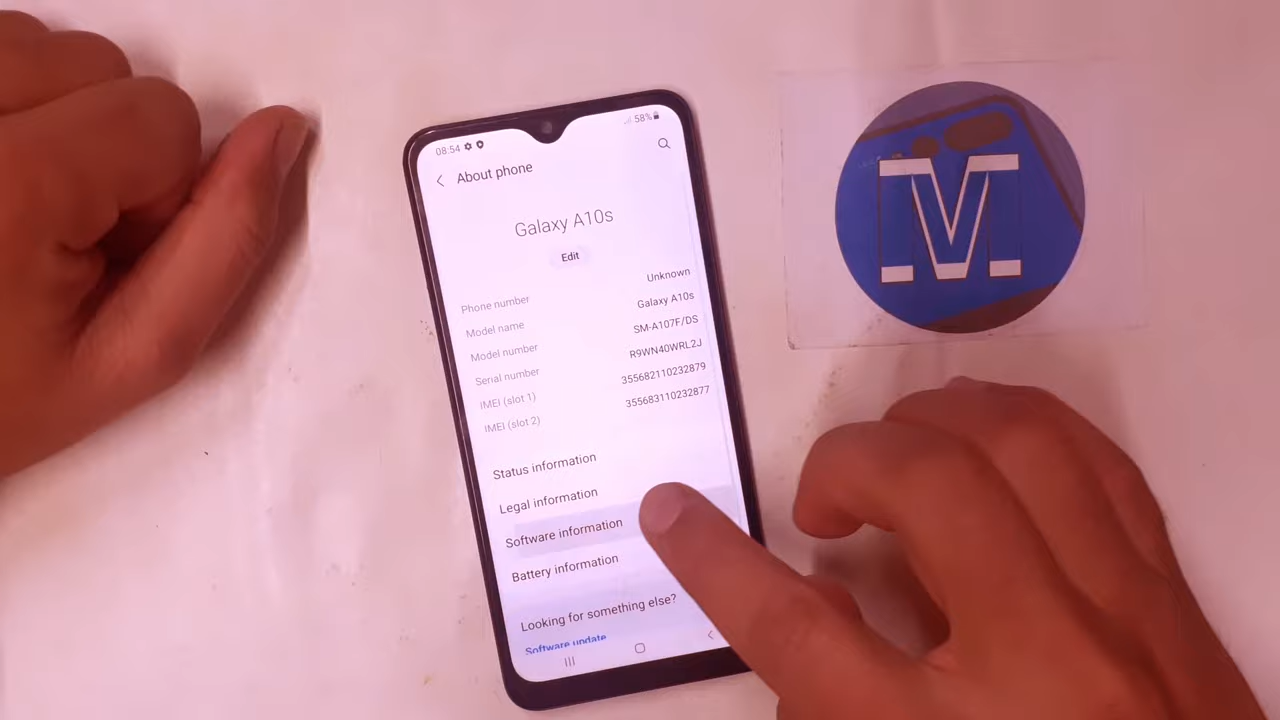 08:54
58%
About phone
Galaxy A10s
Edit
Phone number Unknown
Model name Galaxy A10s
Model number SM-A107F/DS
Serial number R9WN40WRL2J
IMEI (slot 1) 355682110232879
IMEI (slot 2) 355683110232877
Status information
Legal information
Software information
Battery information
Looking for something else?
Software update
M